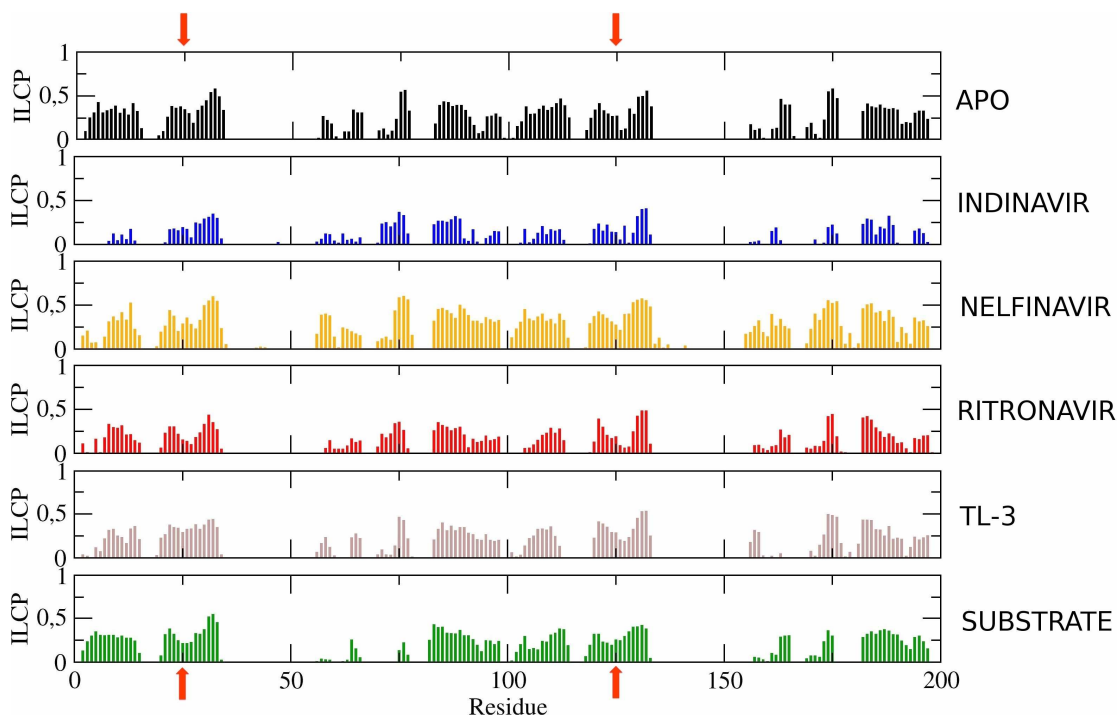 1
ILCP
0,5
APO
0
1
ILCP
0,5
INDINAVIR
0
1
ILCP
0,5
NELFINAVIR
0
1
ILCP
0,5
RITRONAVIR
0
1
ILCP
0,5
TL-3
0
1
ILCP
0,5
SUBSTRATE
0
0 50 100 150 200
Residue